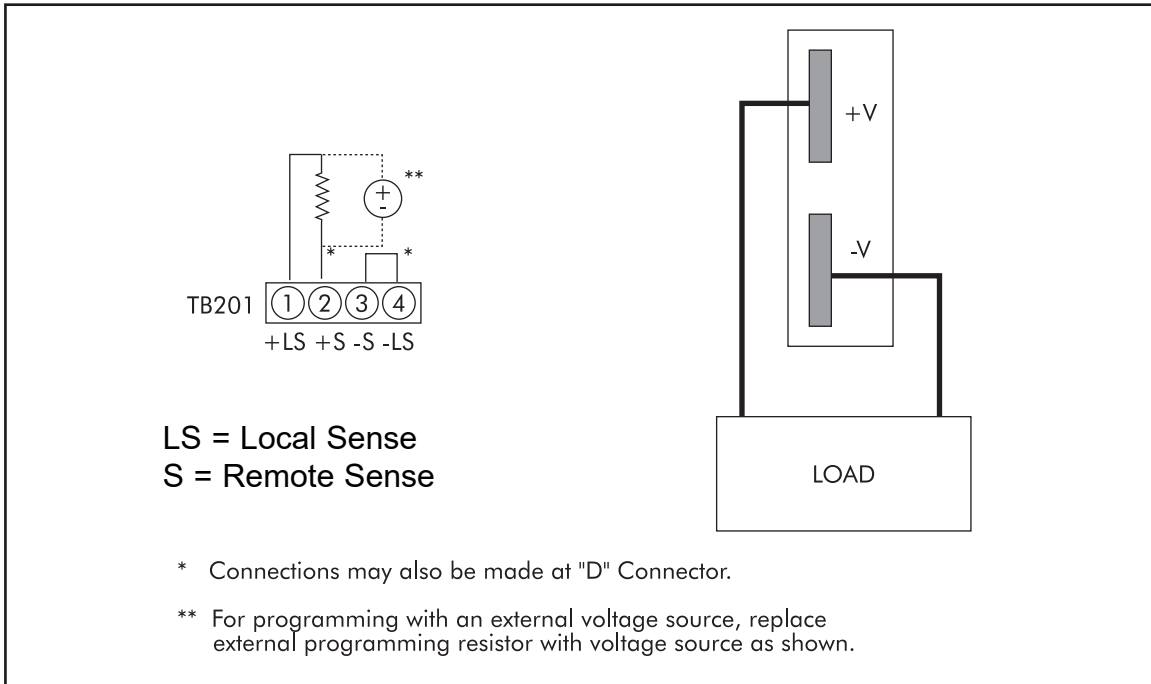 +V
**
+
-
*
*
-V
TB201 1 2 3 4
+LS +S -S -LS
LS = Local Sense
S = Remote Sense
LOAD
* Connections may also be made at "D" Connector.
** For programming with an external voltage source, replace
external programming resistor with voltage source as shown.